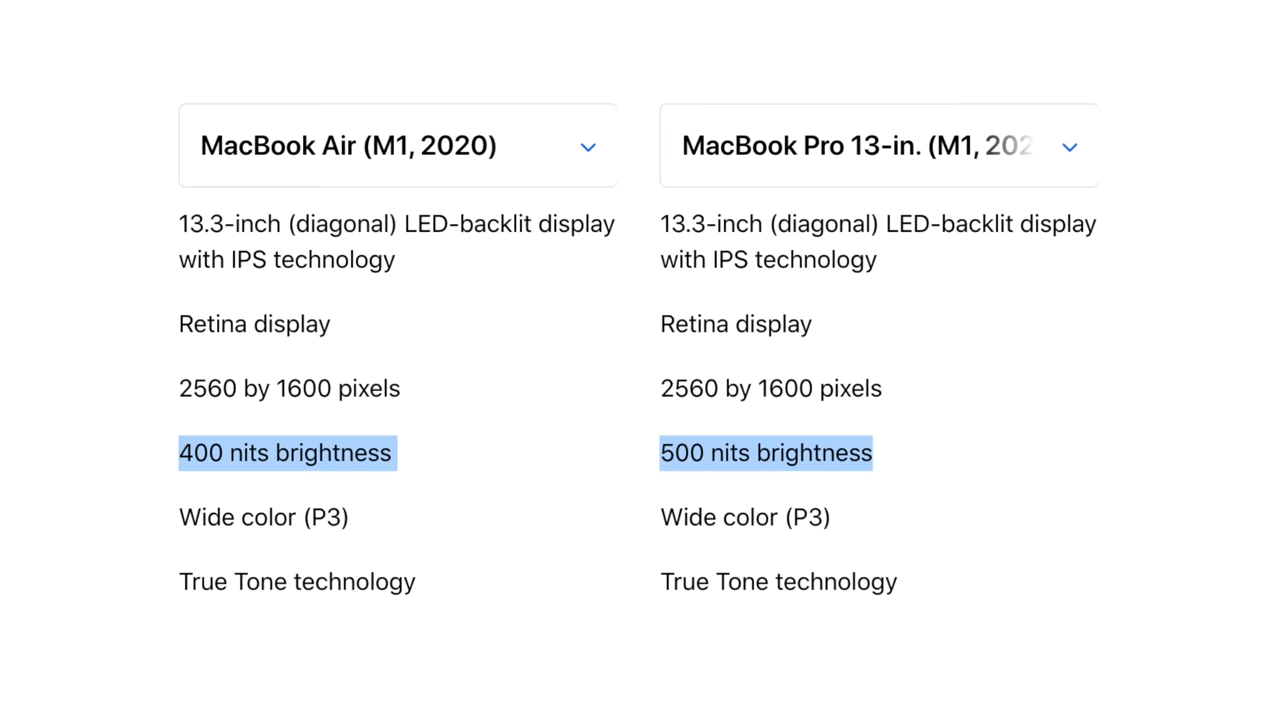 MacBook Air (M1, 2020)
13.3-inch (diagonal) LED-backlit display
with IPS technology
Retina display
2560 by 1600 pixels
400 nits brightness
Wide color (P3)
True Tone technology
MacBook Pro 13-in. (M1, 202
13.3-inch (diagonal) LED-backlit display
with IPS technology
Retina display
2560 by 1600 pixels
500 nits brightness
Wide color (P3)
True Tone technology